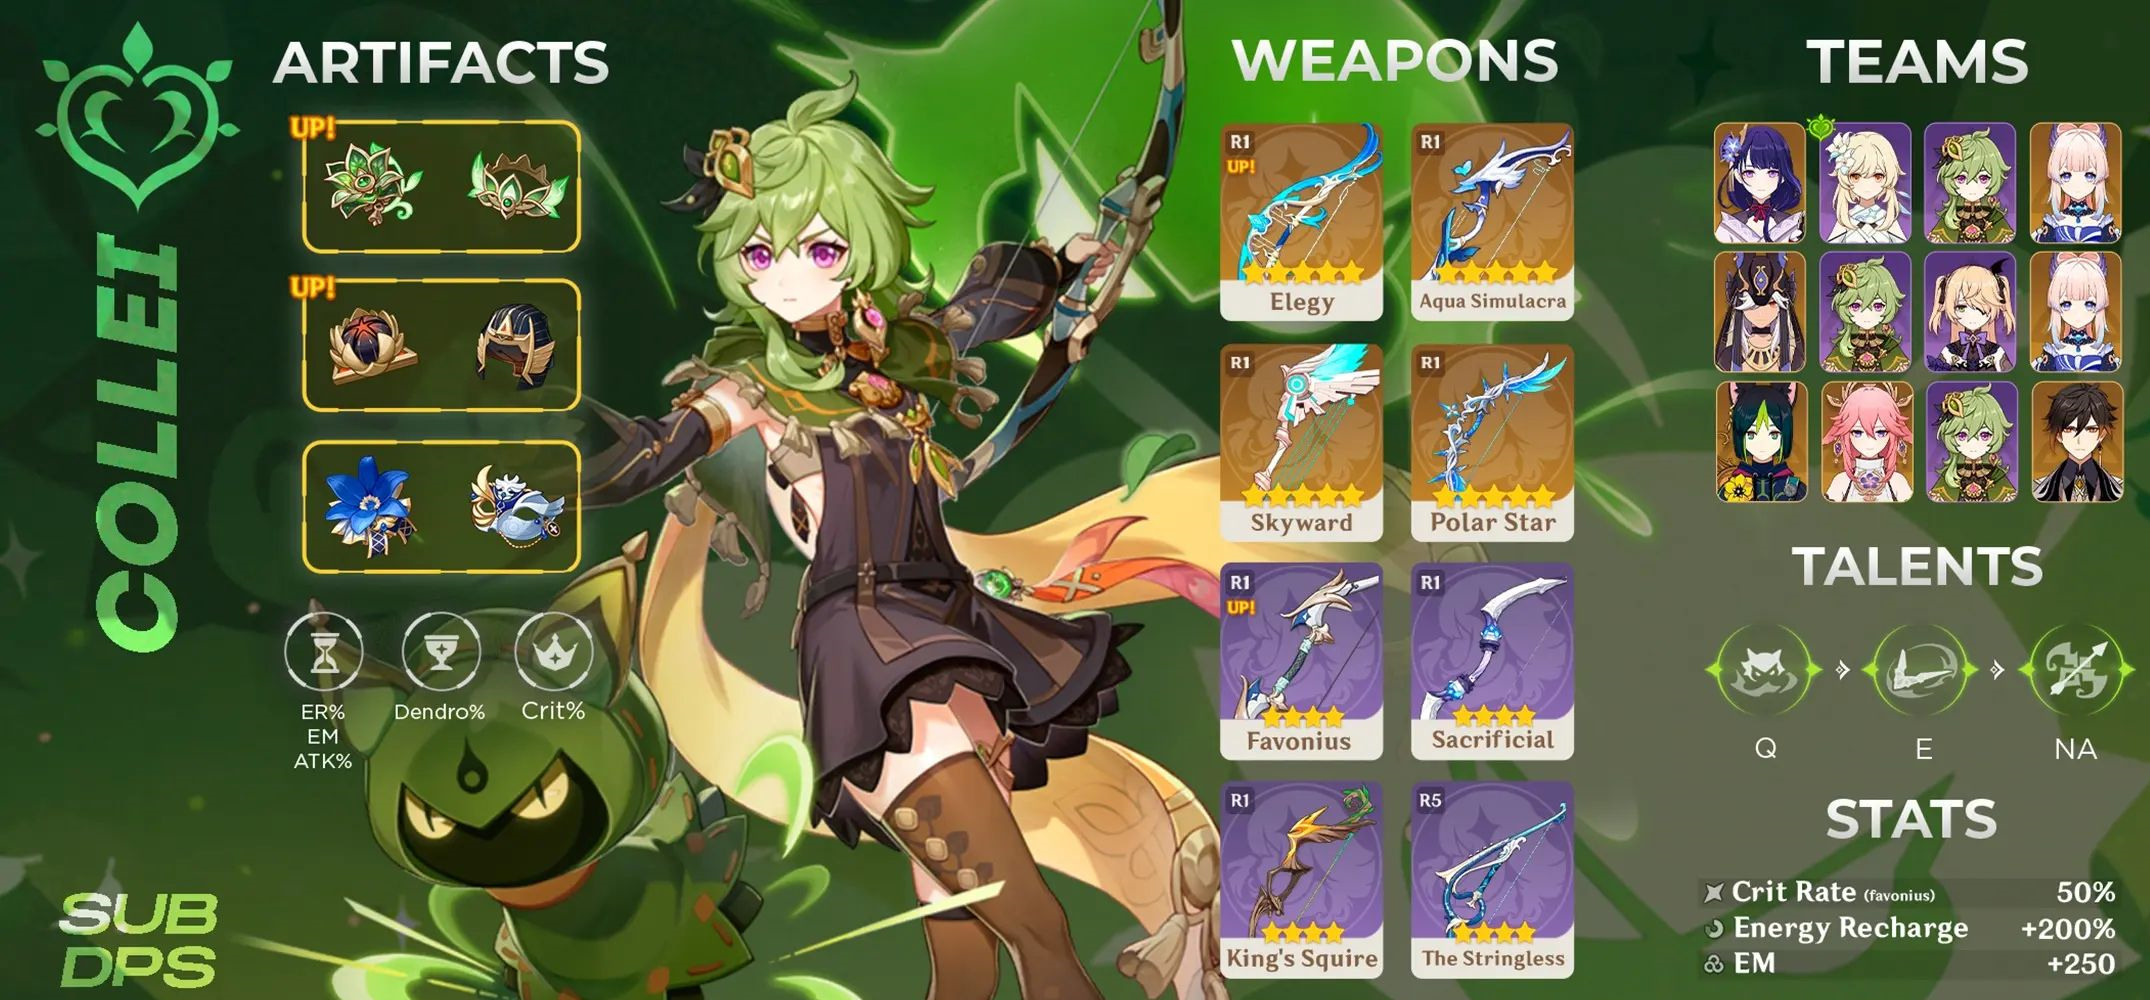 COLLEI
SUB
DPS
ARTIFACTS
UP!
UP!
ER%
EM
ATK%
Dendro%
Crit%
WEAPONS
R1
UP!
Elegy
R1
Aqua Simulacra
R1
Skyward
R1
Polar Star
R1
UP!
Favonius
R1
Sacrificial
R1
King's Squire
R5
The Stringless
TEAMS
TALENTS
Q
E
NA
STATS
Crit Rate (favonius) 50%
Energy Recharge +200%
EM +250